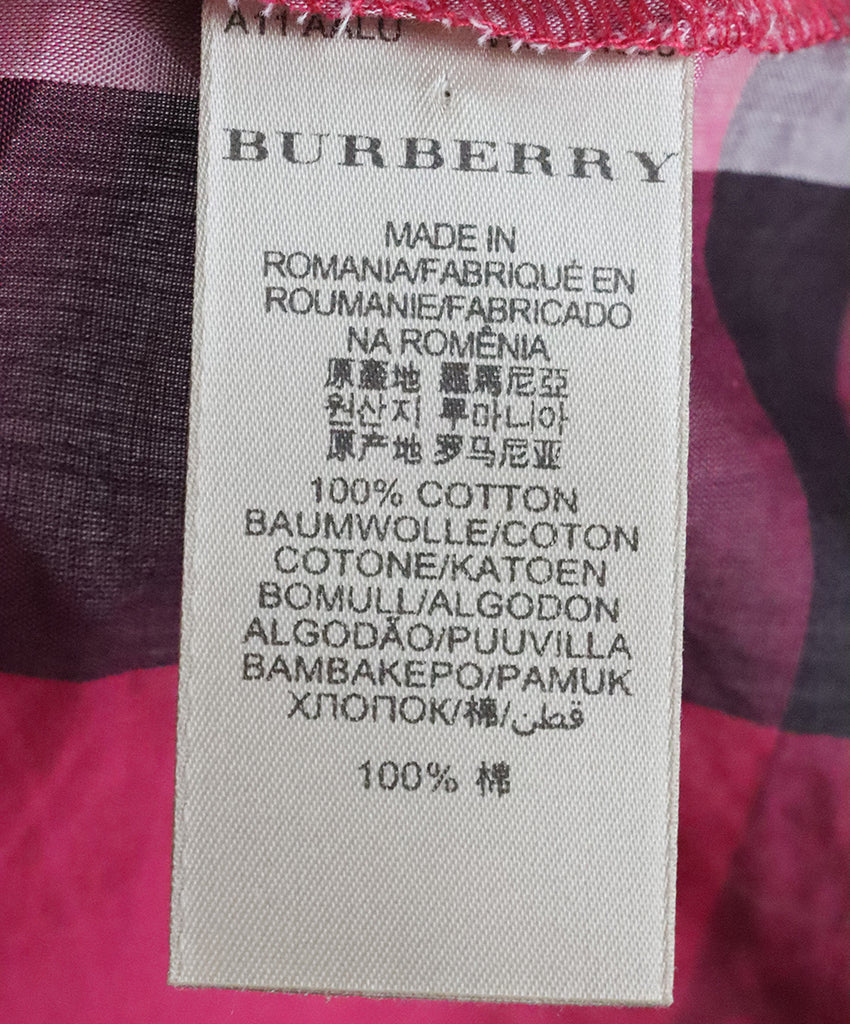 A11 AALU
BURBERRY
MADE IN
ROMANIA/FABRIQUÉ EN
ROUMANIE/FABRICADO
NA ROMÊNIA
原產地 羅馬尼亞
원산지 루마니아
原产地 罗马尼亚
100% COTTON
BAUMWOLLE/COTON
COTONE/KATOEN
BOMULL/ALGODON
ALGODÃO/PUUVILLA
BAMBAKEPO/PAMUK
ХЛОПОК/棉/قطن
100% 棉